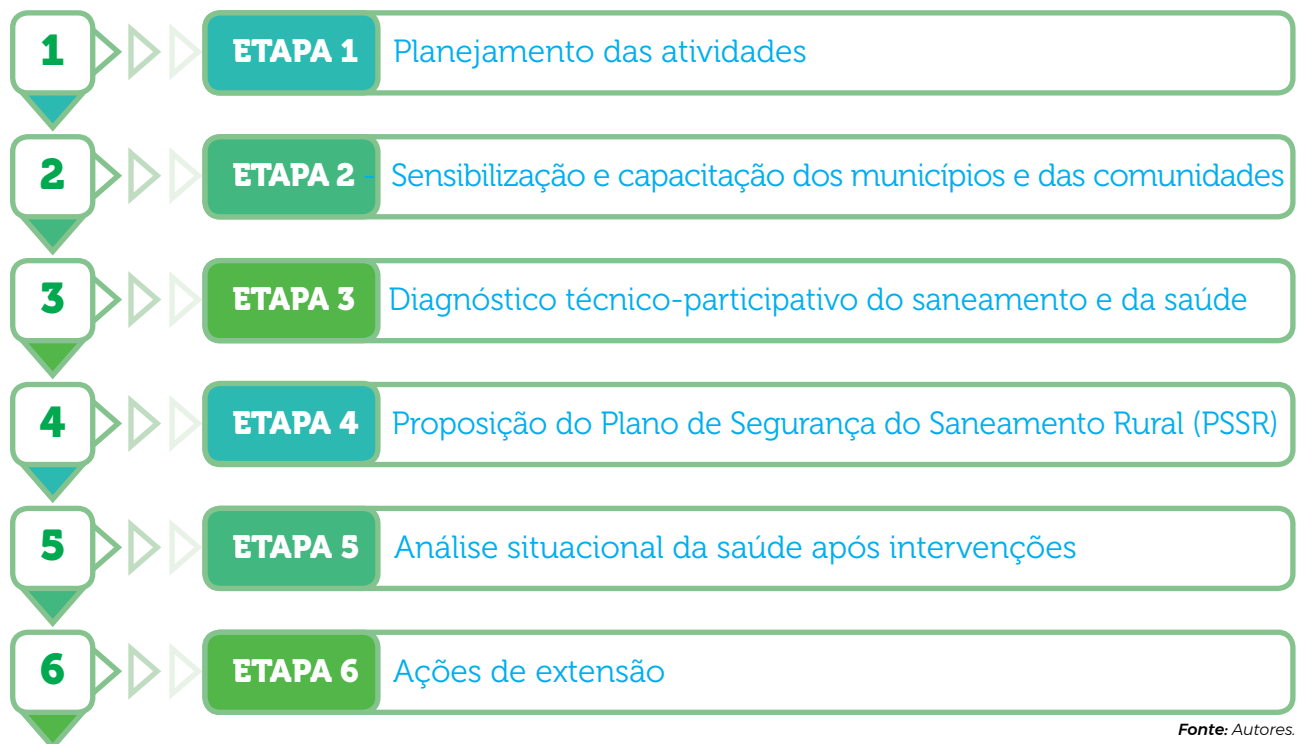 1 ETAPA 1 Planejamento das atividades
2 ETAPA 2 - Sensibilização e capacitação dos municípios e das comunidades
3 ETAPA 3 Diagnóstico técnico-participativo do saneamento e da saúde
4 ETAPA 4 Proposição do Plano de Segurança do Saneamento Rural (PSSR)
5 ETAPA 5 Análise situacional da saúde após intervenções
6 ETAPA 6 Ações de extensão
Fonte: Autores.